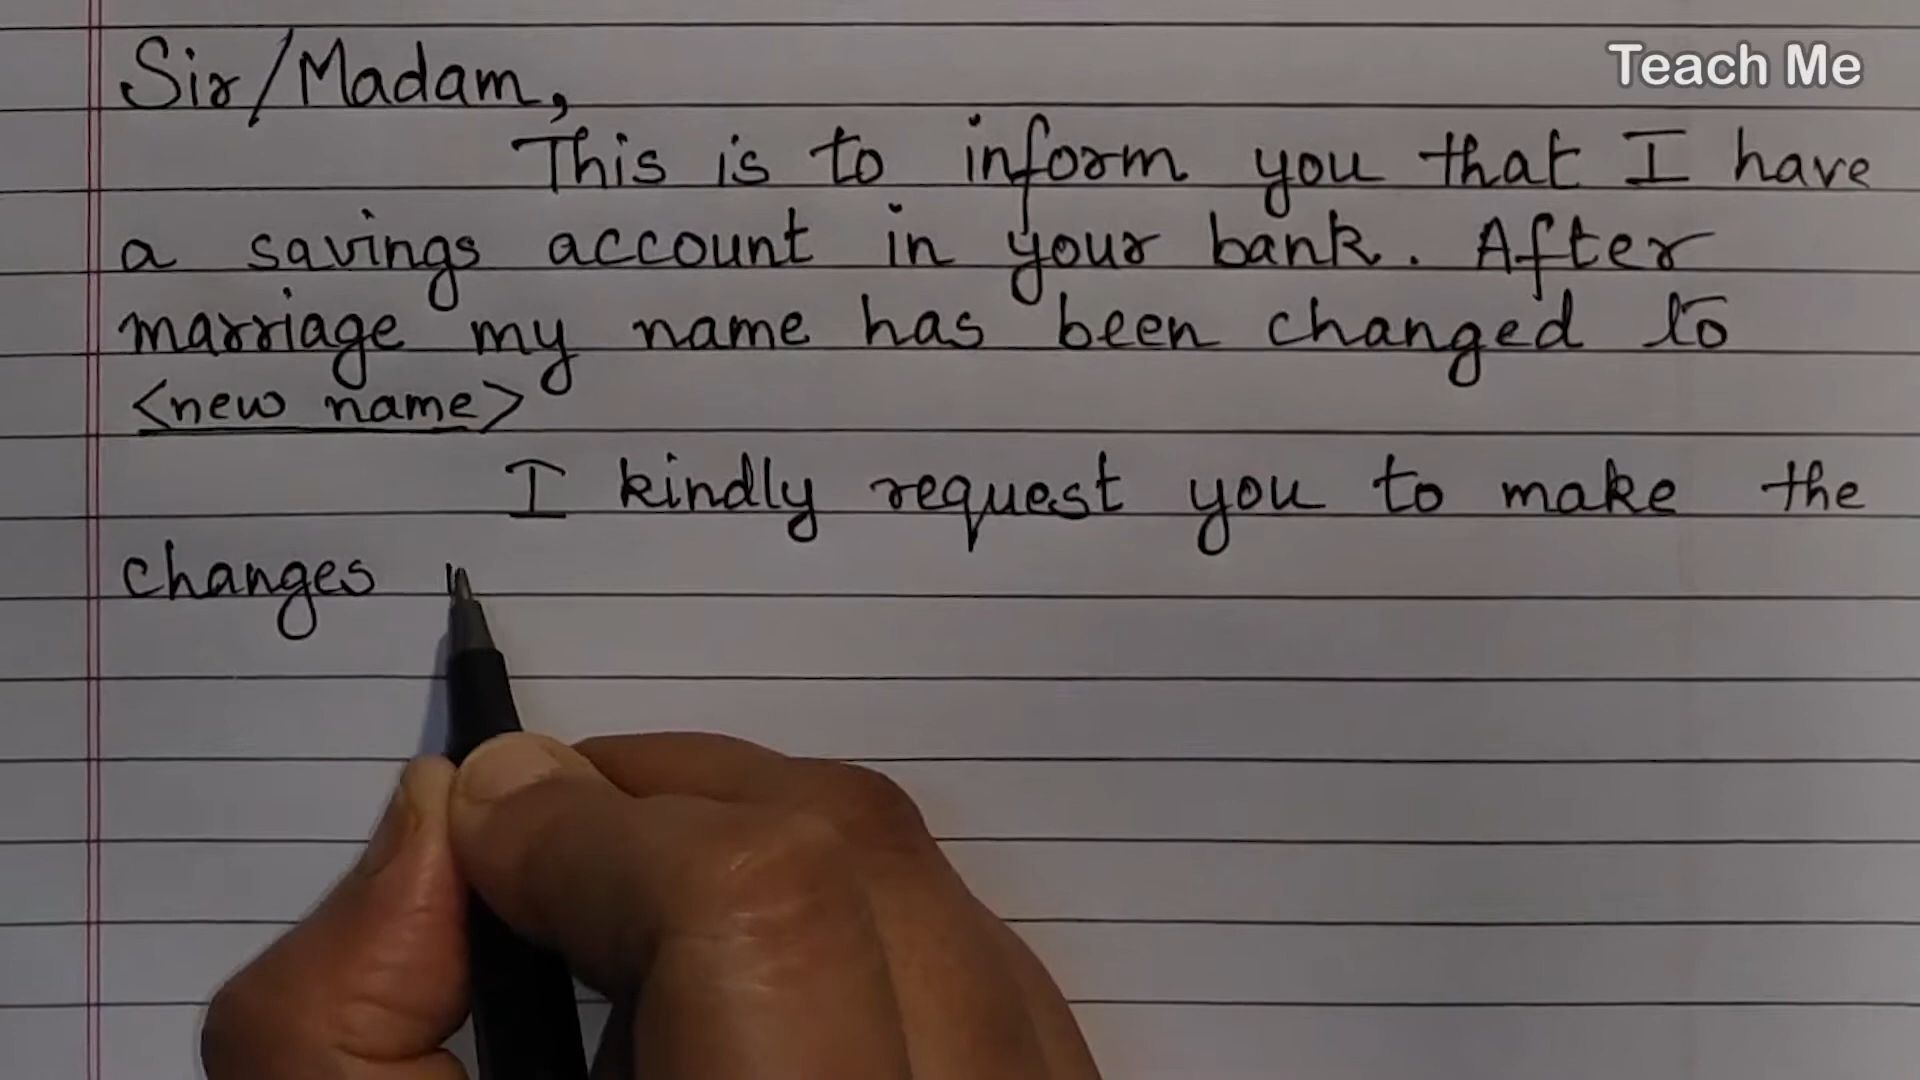 Teach Me
Sir/Madam,
This is to inform you that I have
a savings account in your bank. After
marriage my name has been changed to
<new name>
I kindly request you to make the
changes